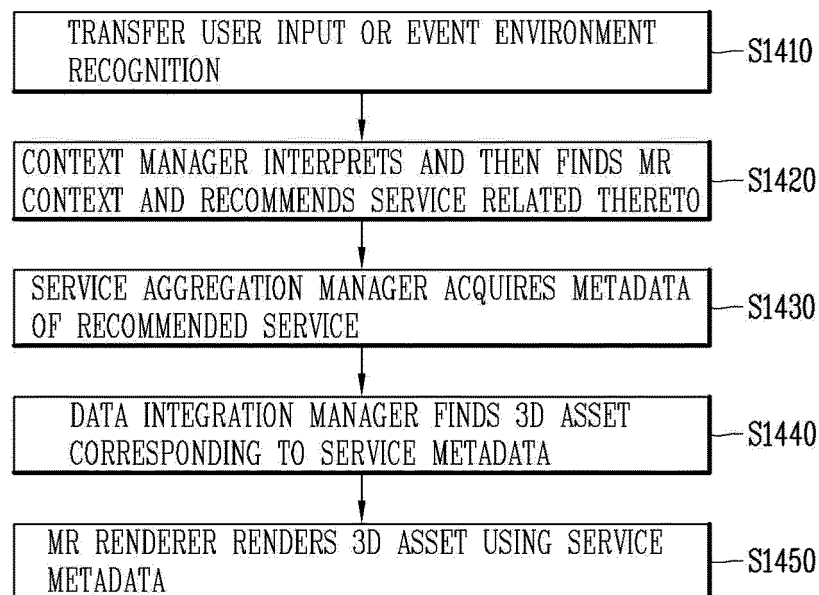 TRANSFER USER INPUT OR EVENT ENVIRONMENT
RECOGNITION
S1410
CONTEXT MANAGER INTERPRETS AND THEN FINDS MR
CONTEXT AND RECOMMENDS SERVICE RELATED THERETO
S1420
SERVICE AGGREGATION MANAGER ACQUIRES METADATA
OF RECOMMENDED SERVICE
S1430
DATA INTEGRATION MANAGER FINDS 3D ASSET
CORRESPONDING TO SERVICE METADATA
S1440
MR RENDERER RENDERS 3D ASSET USING SERVICE
METADATA
S1450